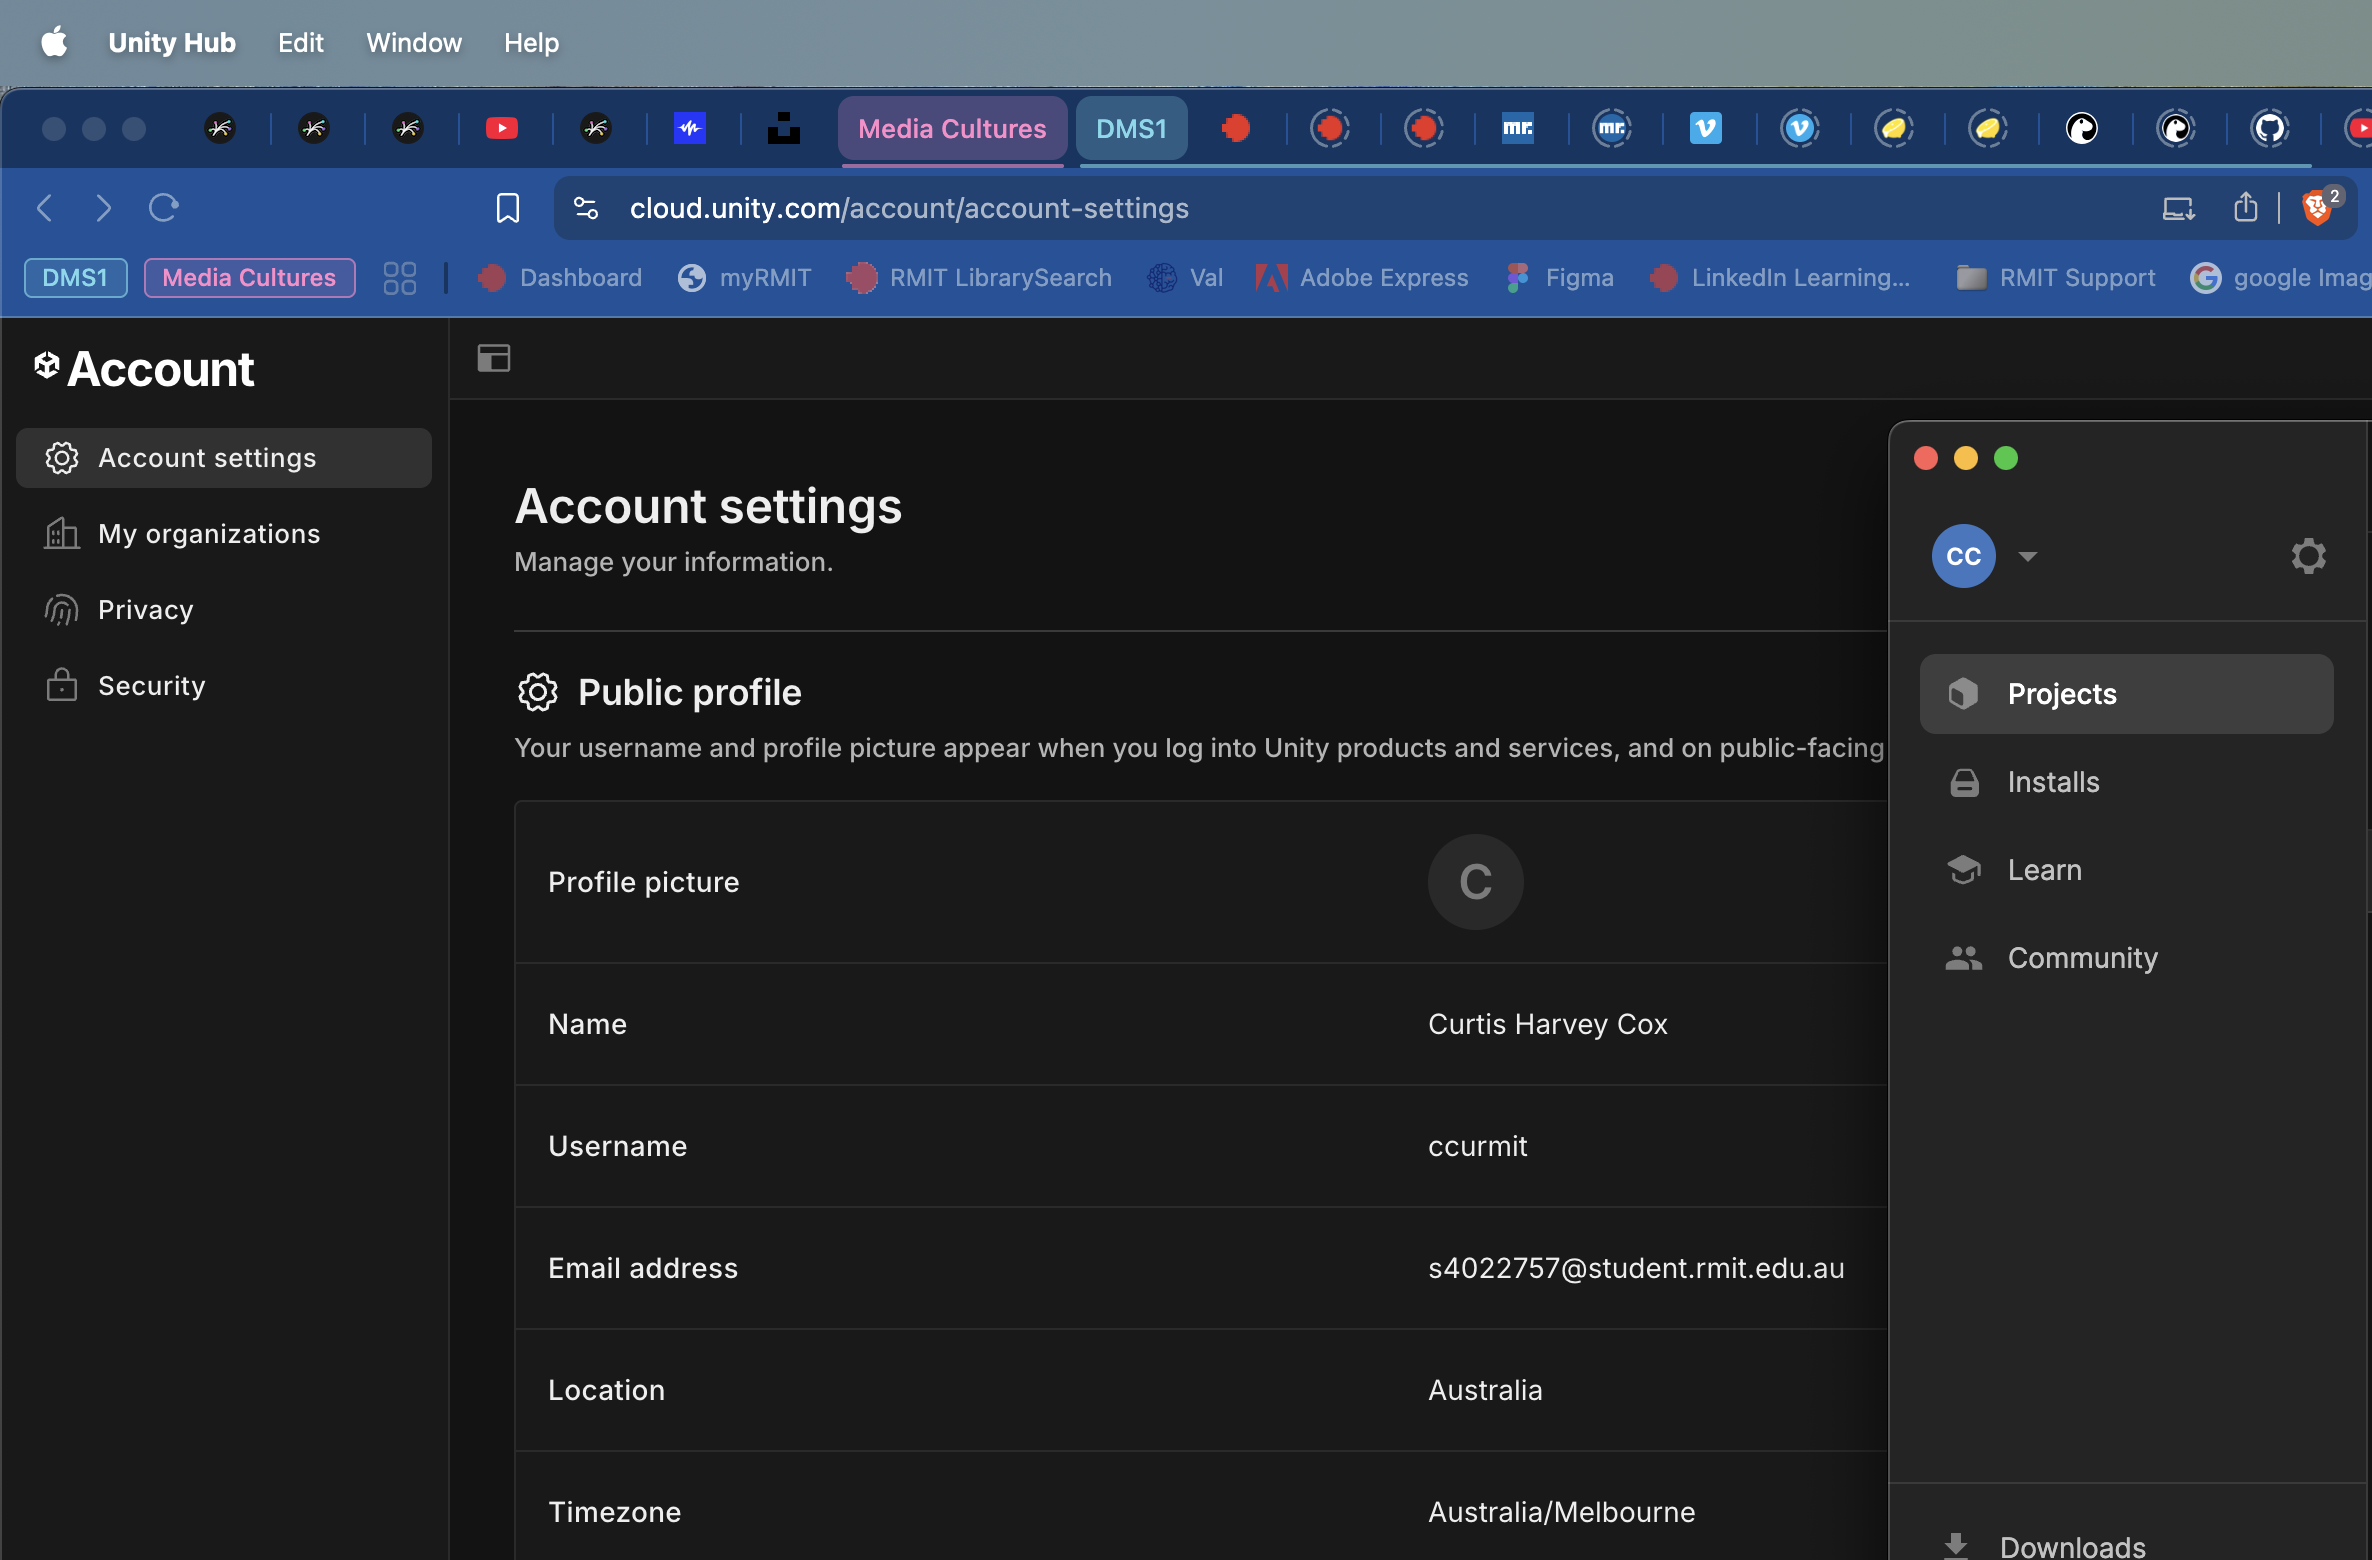 Unity Hub Edit Window Help
Media Cultures DMS1 mr. mr.
cloud.unity.com/account/account-settings 2
DMS1 Media Cultures Dashboard myRMIT RMIT LibrarySearch Val Adobe Express Figma LinkedIn Learning... RMIT Support google Imag
Account
Account settings
My organizations
Privacy
Security
Account settings
Manage your information.
Public profile
Your username and profile picture appear when you log into Unity products and services, and on public-facing
Profile picture C
Name Curtis Harvey Cox
Username ccurmit
Email address s4022757@student.rmit.edu.au
Location Australia
Timezone Australia/Melbourne
CC
Projects
Installs
Learn
Community
Downloads